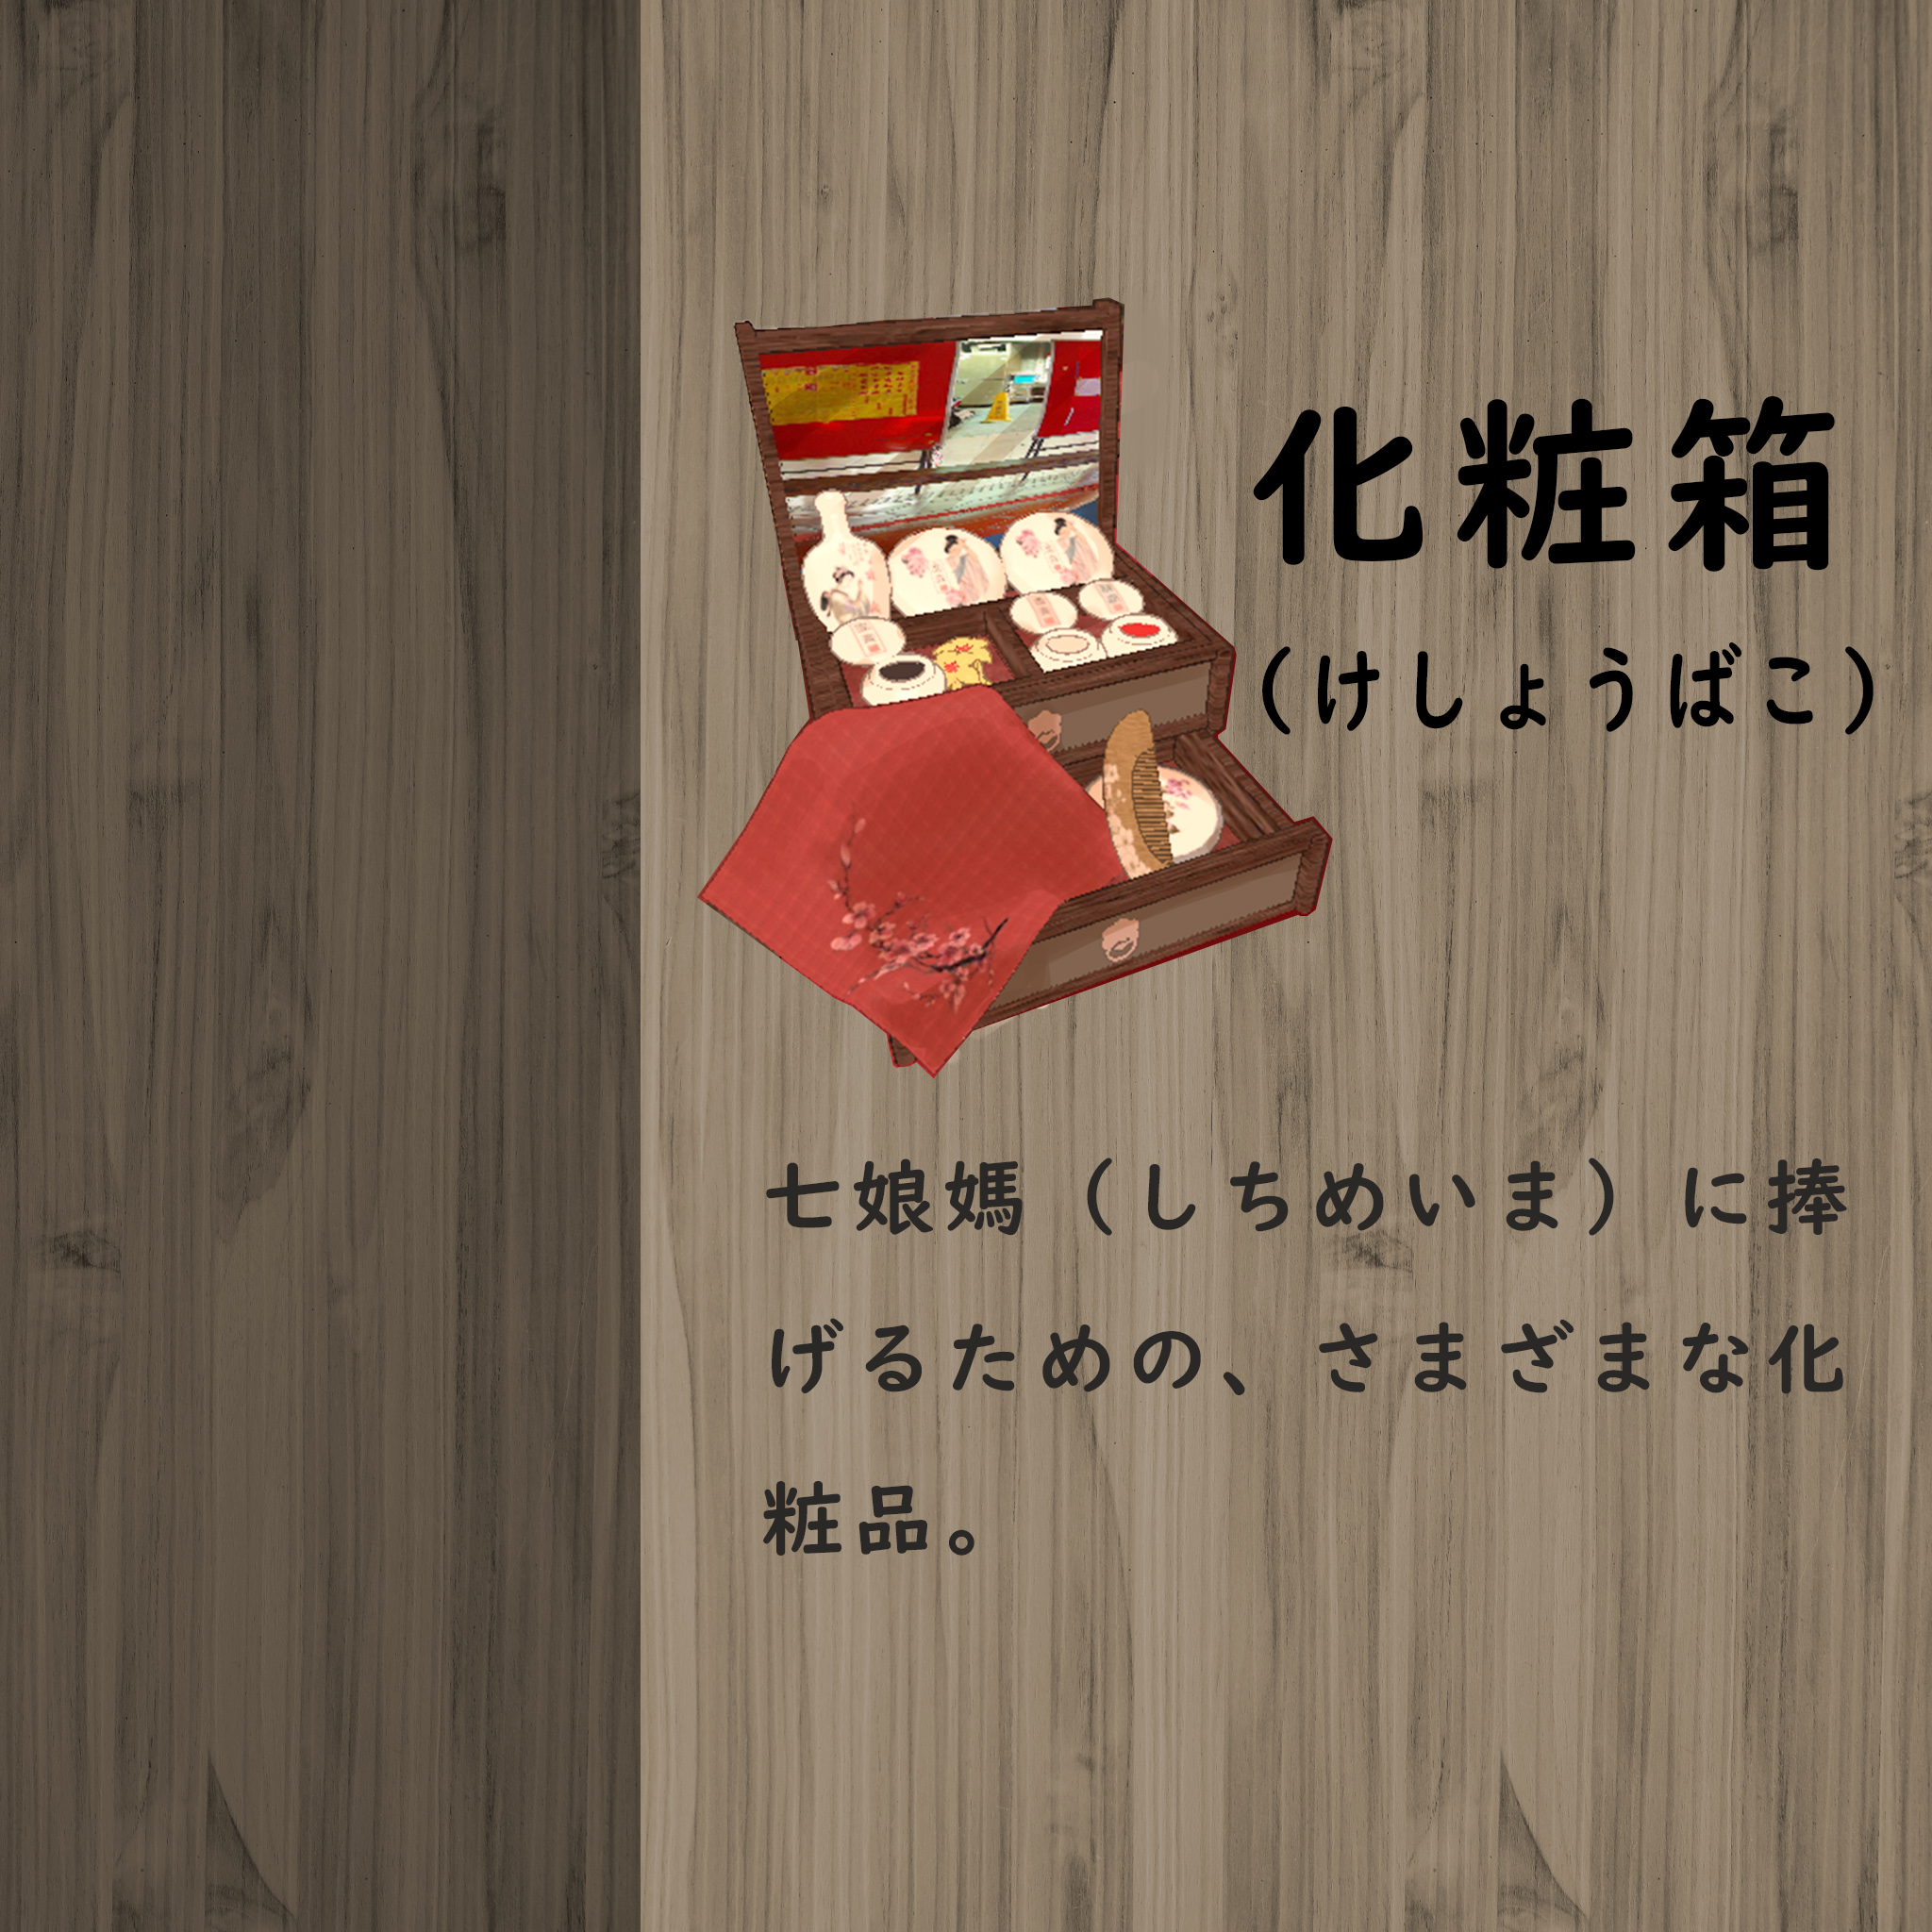 化粧箱
（けしょうばこ）
七娘媽（しちめいま）に捧
げるための、さまざまな化
粧品。